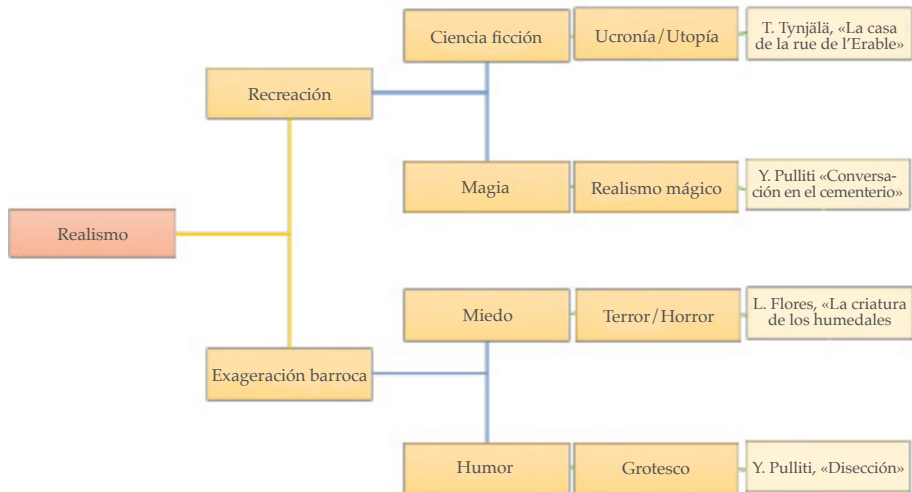 Ciencia ficción
Ucronía/Utopía
T. Tynjälä, «La casa
de la rue de l'Erable»
Recreación
Magia
Realismo mágico
Y. Pulliti «Conversa-
ción en el cementerio»
Realismo
Miedo
Terror/Horror
L. Flores, «La criatura
de los humedales
Exageración barroca
Humor
Grotesco
Y. Pulliti, «Disección»